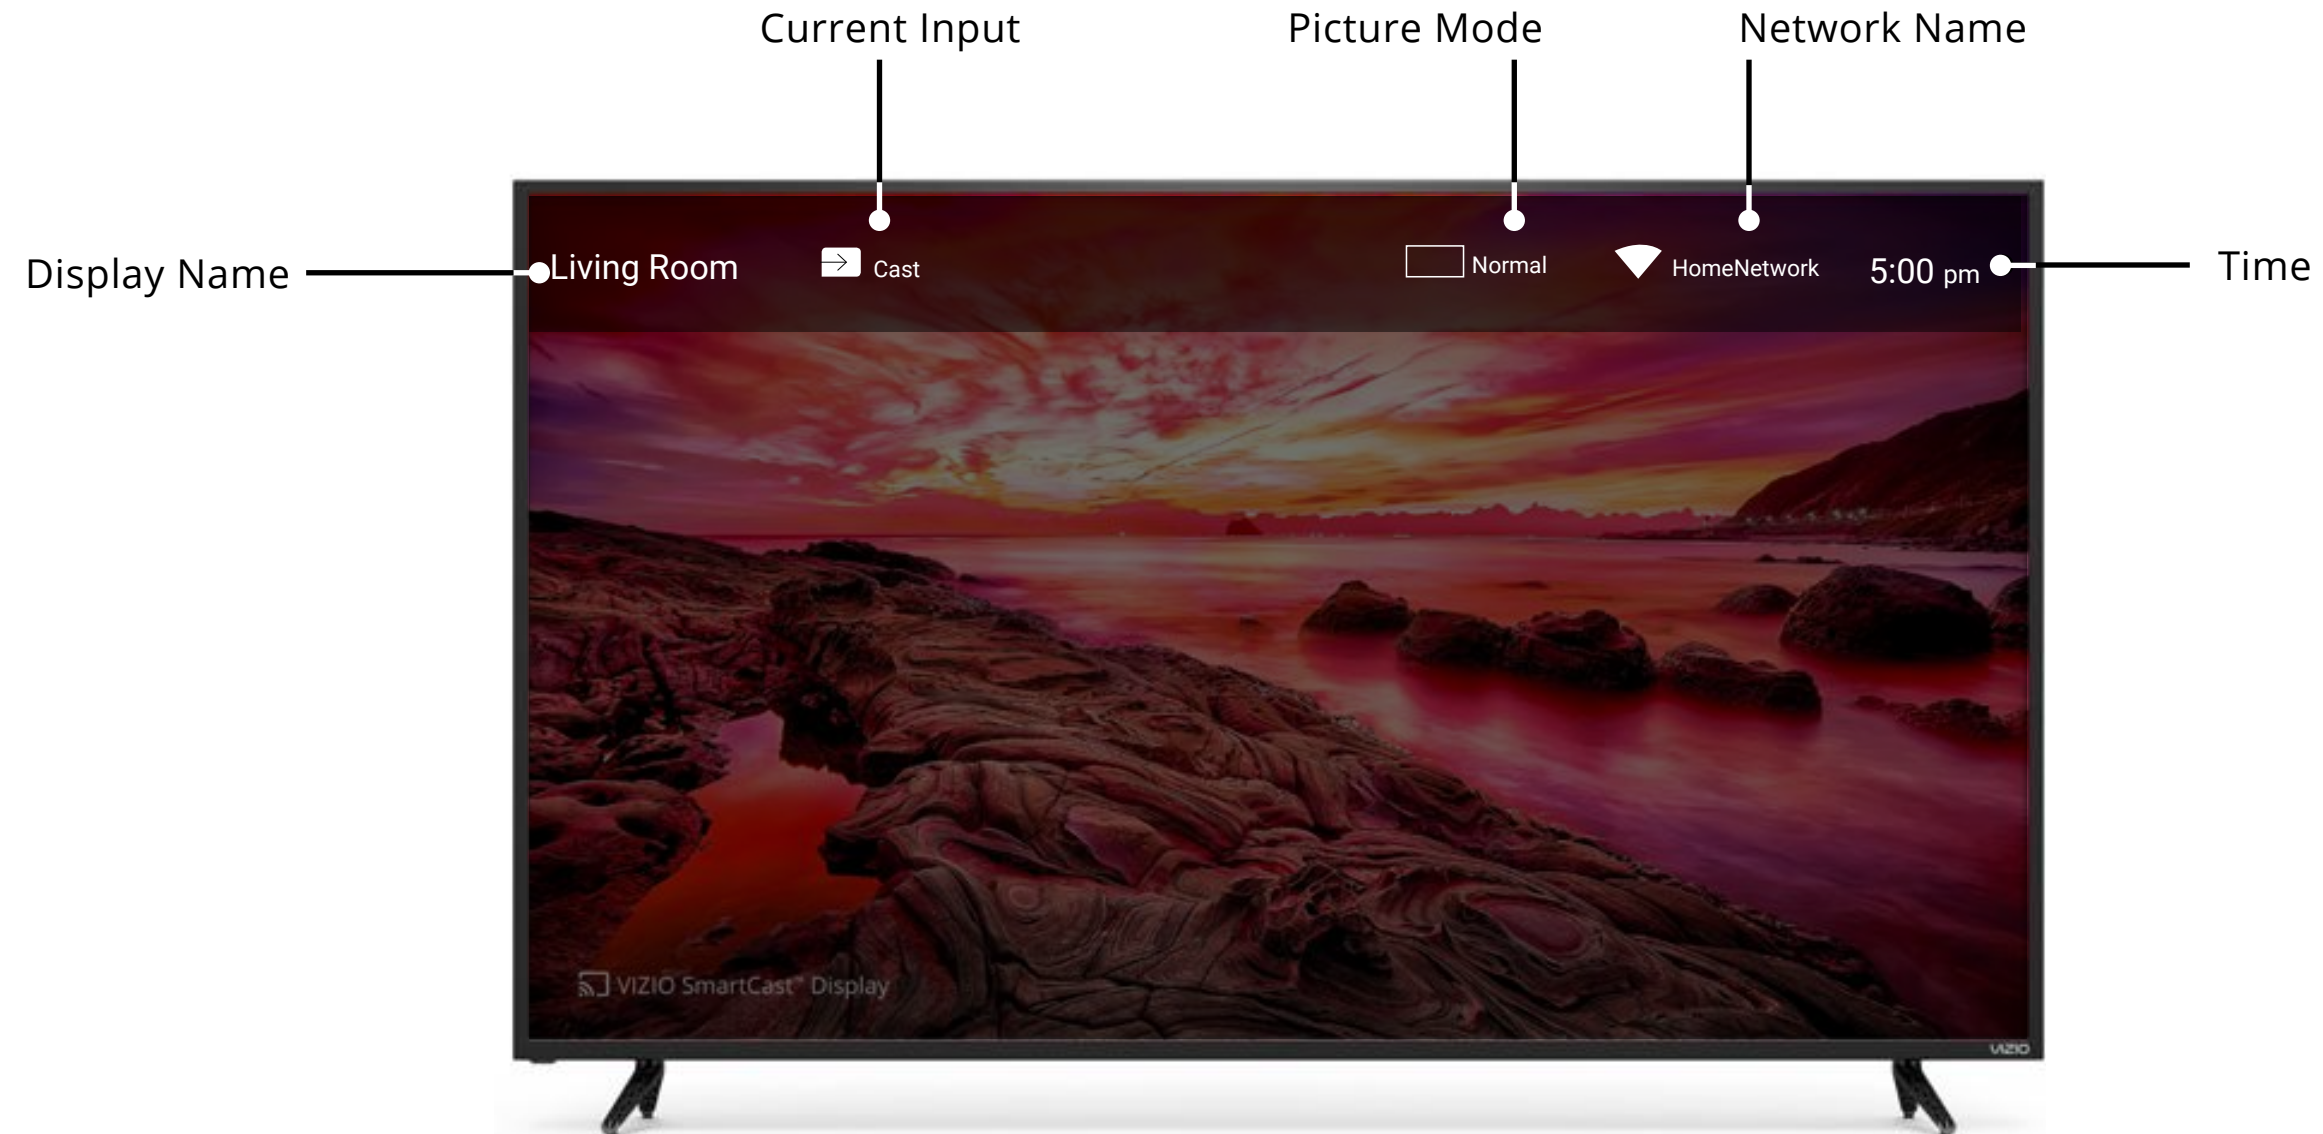 Current Input
Picture Mode
Network Name
Display Name
Living Room
Cast
Normal
HomeNetwork
5:00 pm
Time
VIZIO SmartCast™ Display
VIZIO